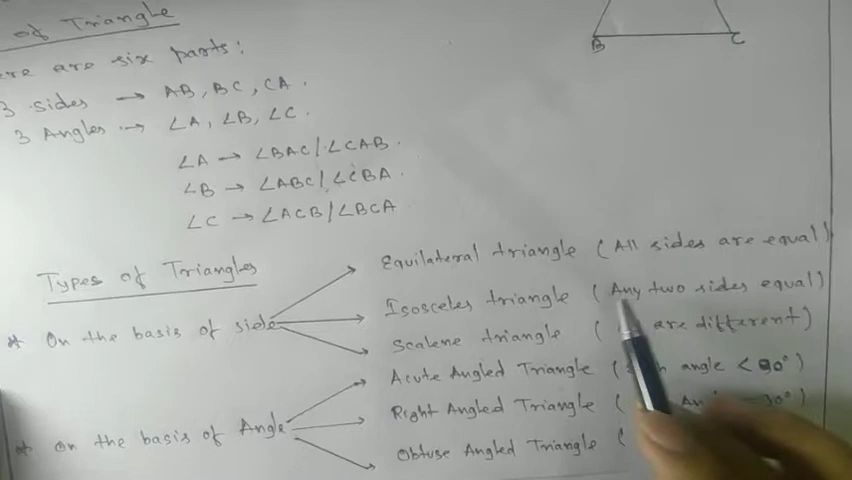 of Triangle
B C
ere are six parts:
3 sides → AB, BC, CA.
3 Angles → ∠A, ∠B, ∠C.
∠A → ∠BAC/∠CAB.
∠B → ∠ABC/∠CBA.
∠C → ∠ACB/∠BCA
Types of Triangles
* On the basis of side
Equilateral triangle (All sides are equal)
Isosceles triangle (Any two sides equal)
Scalene triangle ( are different)
* On the basis of Angle
Acute Angled Triangle ( angle < 90°)
Right Angled Triangle ( = 90°)
Obtuse Angled Triangle (